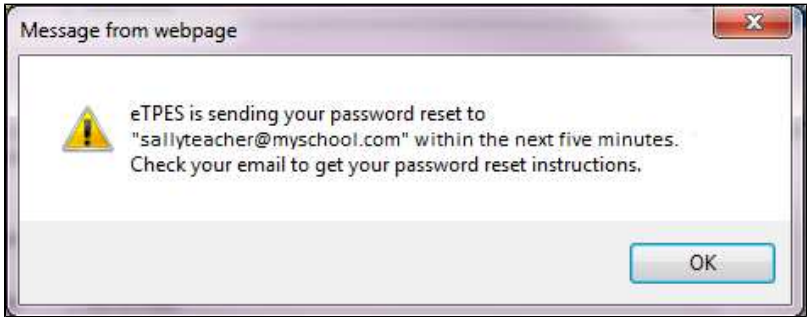 Message from webpage
eTPES is sending your password reset to
"sallyteacher@myschool.com" within the next five minutes.
Check your email to get your password reset instructions.
OK